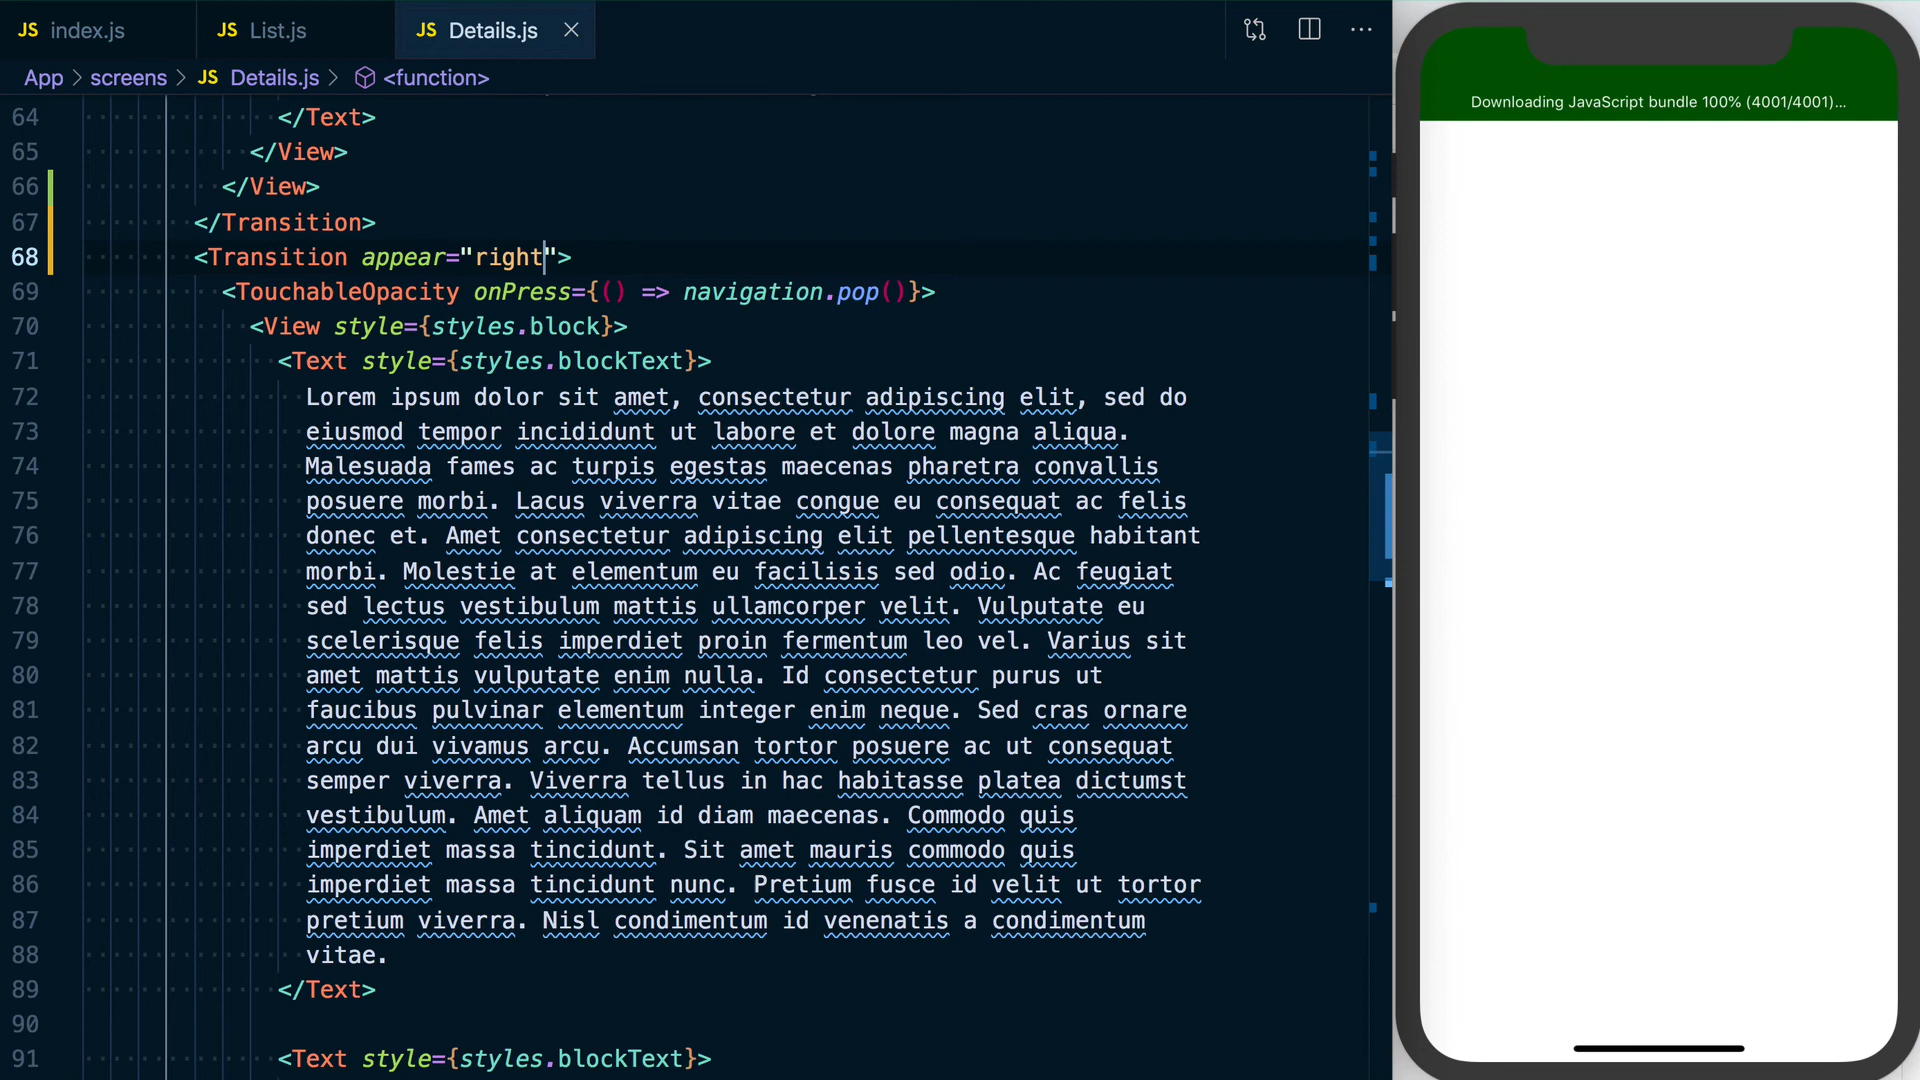 JS index.js
JS List.js
JS Details.js
App > screens > JS Details.js > <function>
64 </Text>
65 </View>
66 </View>
67 </Transition>
68 <Transition appear="right">
69 <TouchableOpacity onPress={() => navigation.pop()}>
70 <View style={styles.block}>
71 <Text style={styles.blockText}>
72 Lorem ipsum dolor sit amet, consectetur adipiscing elit, sed do
73 eiusmod tempor incididunt ut labore et dolore magna aliqua.
74 Malesuada fames ac turpis egestas maecenas pharetra convallis
75 posuere morbi. Lacus viverra vitae congue eu consequat ac felis
76 donec et. Amet consectetur adipiscing elit pellentesque habitant
77 morbi. Molestie at elementum eu facilisis sed odio. Ac feugiat
78 sed lectus vestibulum mattis ullamcorper velit. Vulputate eu
79 scelerisque felis imperdiet proin fermentum leo vel. Varius sit
80 amet mattis vulputate enim nulla. Id consectetur purus ut
81 faucibus pulvinar elementum integer enim neque. Sed cras ornare
82 arcu dui vivamus arcu. Accumsan tortor posuere ac ut consequat
83 semper viverra. Viverra tellus in hac habitasse platea dictumst
84 vestibulum. Amet aliquam id diam maecenas. Commodo quis
85 imperdiet massa tincidunt. Sit amet mauris commodo quis
86 imperdiet massa tincidunt nunc. Pretium fusce id velit ut tortor
87 pretium viverra. Nisl condimentum id venenatis a condimentum
88 vitae.
89 </Text>
90
91 <Text style={styles.blockText}>
Downloading JavaScript bundle 100% (4001/4001)...